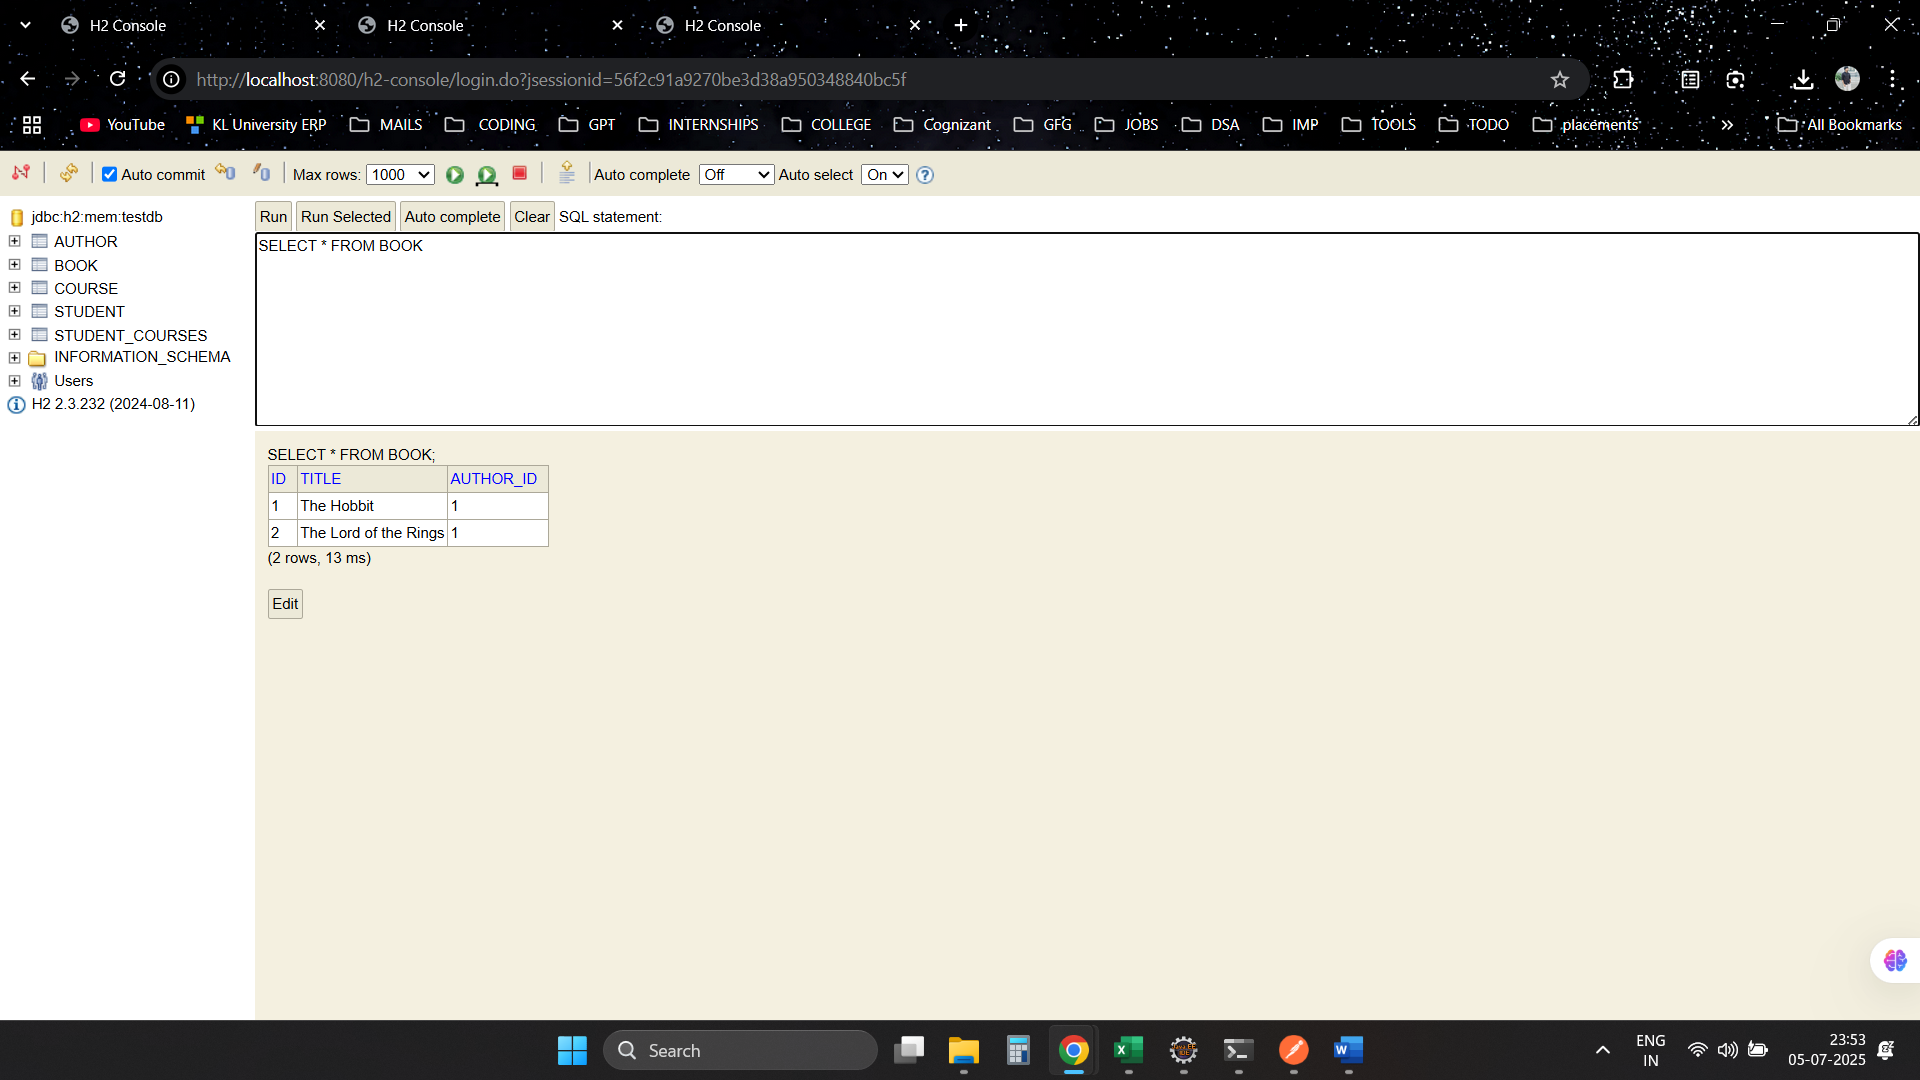 H2 Console
H2 Console
H2 Console
http://localhost:8080/h2-console/login.do?jsessionid=56f2c91a9270be3d38a950348840bc5f
YouTube KL University ERP MAILS CODING GPT INTERNSHIPS COLLEGE Cognizant GFG JOBS DSA IMP TOOLS TODO placements » All Bookmarks
Auto commit Max rows: 1000 Auto complete Off Auto select On ?
jdbc:h2:mem:testdb
AUTHOR
BOOK
COURSE
STUDENT
STUDENT_COURSES
INFORMATION_SCHEMA
Users
H2 2.3.232 (2024-08-11)
Run Run Selected Auto complete Clear SQL statement:
SELECT * FROM BOOK
SELECT * FROM BOOK;
ID TITLE AUTHOR_ID
1 The Hobbit 1
2 The Lord of the Rings 1
(2 rows, 13 ms)
Edit
Search
ENG
IN
23:53
05-07-2025